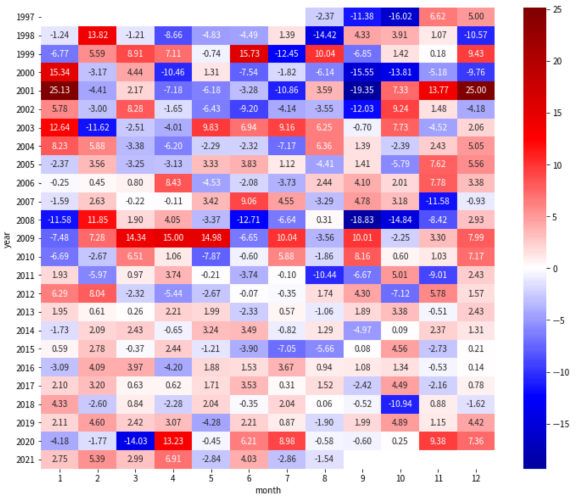 1997 -2.37 -11.38 -16.02 6.62 5.00
1998 -1.24 13.82 -1.21 -8.66 -4.83 -4.49 1.39 -14.42 4.33 3.91 1.07 -10.57
1999 -6.77 5.59 8.91 7.11 -0.74 15.73 -12.45 10.04 -6.85 1.42 0.18 9.43
2000 15.34 -3.17 4.44 -10.46 1.31 -7.54 -1.82 -6.14 -15.55 -13.81 -5.18 -9.76
2001 25.13 -4.41 2.17 -7.18 -6.18 -3.28 -10.86 3.59 -19.35 7.33 13.77 25.00
2002 5.78 -3.00 8.28 -1.65 -6.43 -9.20 -4.14 -3.55 -12.03 9.24 1.48 -4.18
2003 12.64 -11.62 -2.51 -4.01 9.83 6.94 9.16 6.25 -0.70 7.73 -4.52 2.06
2004 8.23 5.88 -3.38 -6.20 -2.29 -2.32 -7.17 6.36 1.39 -2.39 2.43 5.05
2005 -2.37 3.56 -3.25 -3.13 3.33 3.83 1.12 -4.41 1.41 -5.79 7.62 5.56
2006 -0.25 0.45 0.80 8.43 -4.53 -2.08 -3.73 2.44 4.10 2.01 7.78 3.38
2007 -1.59 2.63 -0.22 -0.11 3.42 9.06 4.55 -3.29 4.78 3.18 -11.58 -0.93
2008 -11.58 11.85 1.90 4.05 -3.37 -12.71 -6.64 0.31 -18.83 -14.84 -8.42 2.93
2009 -7.48 7.28 14.34 15.00 14.98 -6.65 10.04 -3.56 10.01 -2.25 3.30 7.99
2010 -6.69 -2.67 6.51 1.06 -7.87 -0.60 5.88 -1.86 8.16 0.60 1.03 7.17
2011 1.93 -5.97 0.97 3.74 -0.21 -3.74 -0.10 -10.44 -6.67 5.01 -9.01 2.43
2012 6.29 8.04 -2.32 -5.44 -2.67 -0.07 -0.35 1.74 4.30 -7.12 5.78 1.57
2013 1.95 0.61 0.26 2.21 1.99 -2.33 0.57 -1.06 1.89 3.38 -0.51 2.43
2014 -1.73 2.09 2.43 -0.65 3.24 3.49 -0.82 1.29 -4.97 0.09 2.37 1.31
2015 0.59 2.78 -0.37 2.44 -1.21 -3.90 -7.05 -5.66 0.08 4.56 -2.73 0.21
2016 -3.09 4.09 3.97 -4.20 1.88 1.53 3.67 0.94 1.08 1.34 -0.53 0.14
2017 2.10 3.20 0.63 0.62 1.71 3.53 0.31 1.52 -2.42 4.49 -2.16 0.78
2018 4.33 -2.60 0.84 -2.28 2.04 -0.35 2.04 0.06 -0.52 -10.94 0.88 -1.62
2019 2.11 4.60 2.42 3.07 -4.28 2.21 0.87 -1.90 1.99 4.89 1.15 4.42
2020 -4.18 -1.77 -14.03 13.23 -0.45 6.21 8.98 -0.58 -0.60 0.25 9.38 7.36
2021 2.75 5.39 2.99 6.91 -2.84 4.03 -2.86 -1.54
1 2 3 4 5 6 7 8 9 10 11 12
month
year
25
20
15
10
5
0
−5
−10
−15